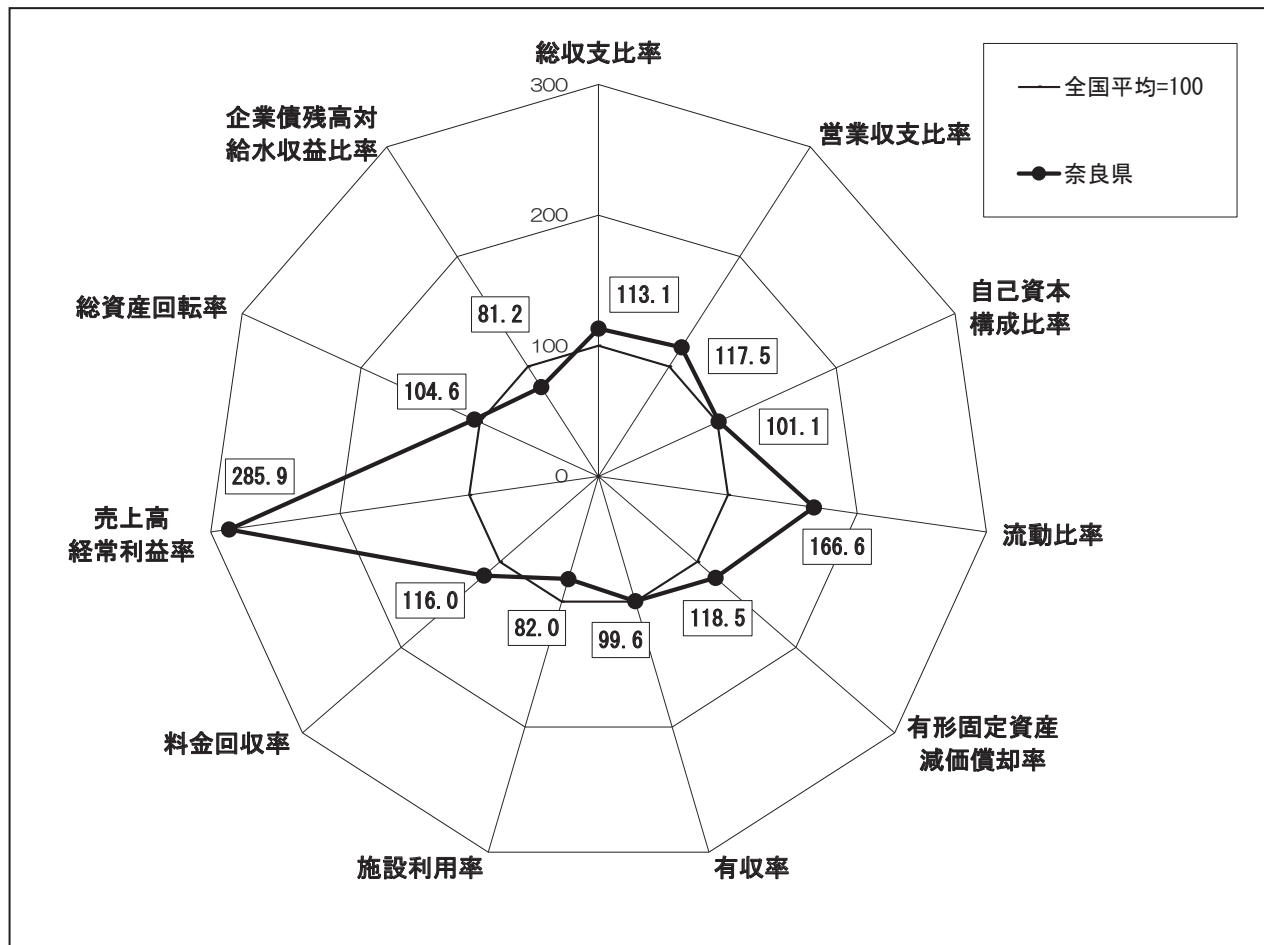 総収支比率
300
企業債残高対
給水収益比率
営業収支比率
全国平均=100
奈良県
200
自己資本
構成比率
総資産回転率
81.2
113.1
100
117.5
104.6
101.1
285.9
0
売上高
経常利益率
流動比率
166.6
116.0
82.0
99.6
118.5
料金回収率
有形固定資産
減価償却率
施設利用率
有収率